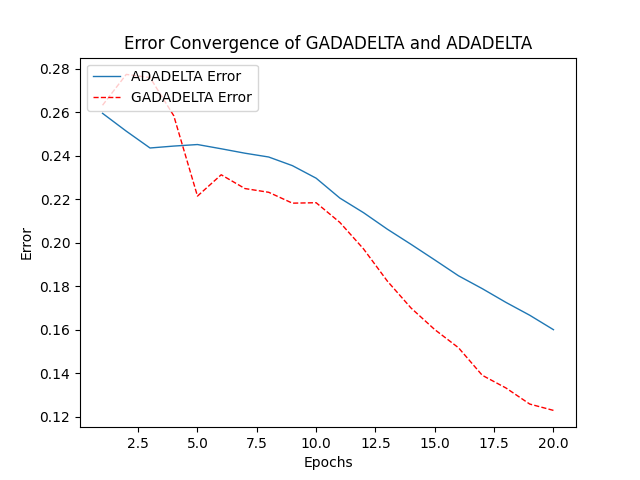 Error Convergence of GADADELTA and ADADELTA
ADADELTA Error
GADADELTA Error
0.28
0.26
0.24
0.22
0.20
0.18
0.16
0.14
0.12
Error
2.5 5.0 7.5 10.0 12.5 15.0 17.5 20.0
Epochs